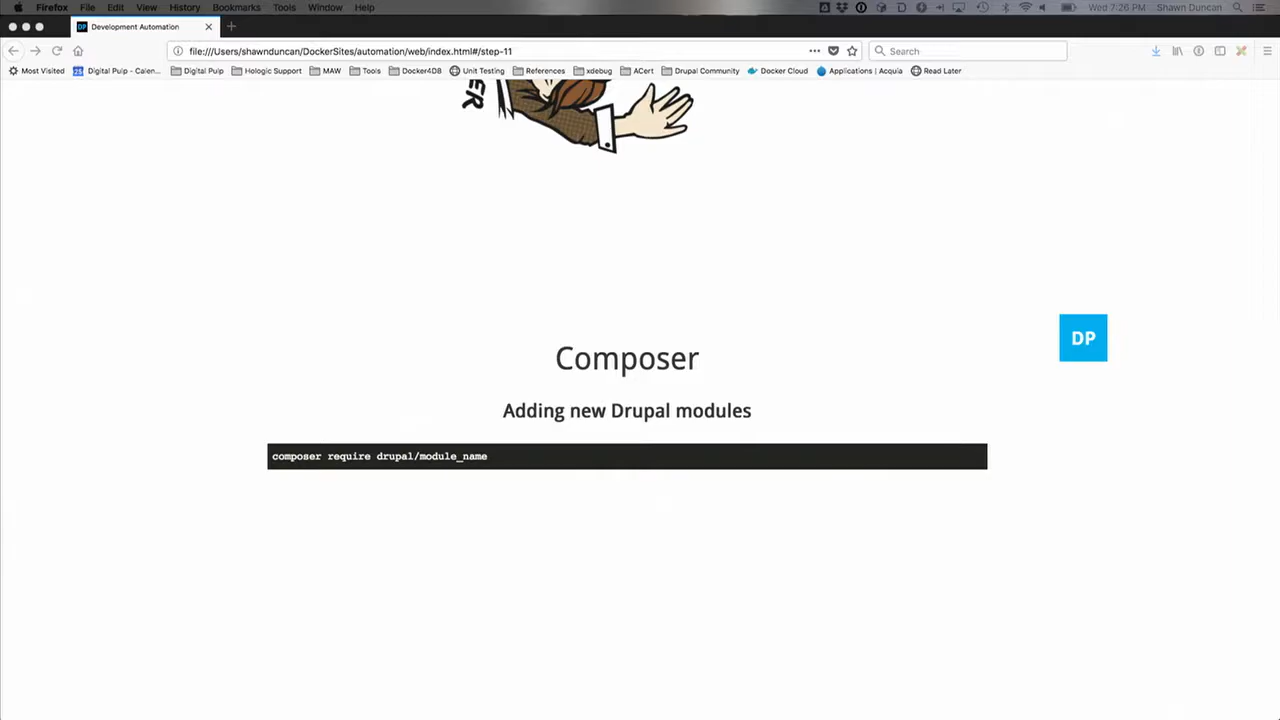 Firefox File Edit View History Bookmarks Tools Window Help Wed 7:26 PM Shawn Duncan
DP Development Automation
file:///Users/shawnduncan/DockerSites/automation/web/index.html#/step-11 Search
Most Visited Digital Pulp - Calen... Digital Pulp Hologic Support MAW Tools Docker4D8 Unit Testing References xdebug ACert Drupal Community Docker Cloud Applications | Acquia Read Later
ER
DP
Composer
Adding new Drupal modules
composer require drupal/module_name